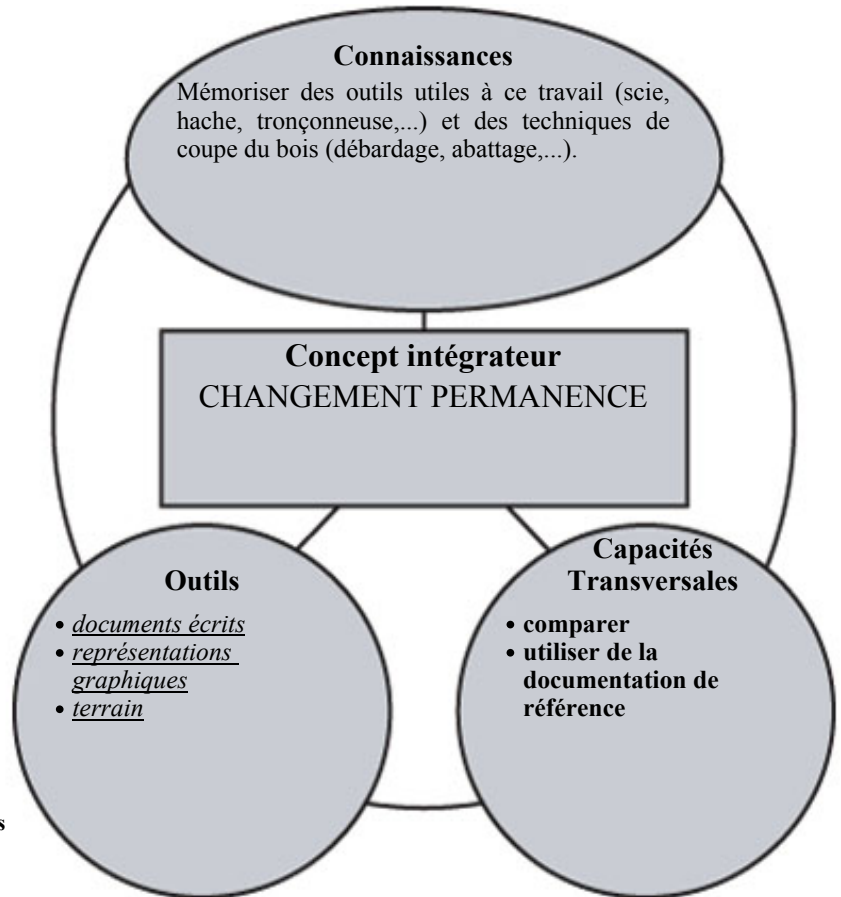 Connaissances
Mémoriser des outils utiles à ce travail (scie,
hache, tronçonneuse,...) et des techniques de
coupe du bois (débardage, abattage,...).
Concept intégrateur
CHANGEMENT PERMANENCE
Outils
• documents écrits
• représentations
graphiques
• terrain
Capacités
Transversales
• comparer
• utiliser de la
documentation de
référence
s